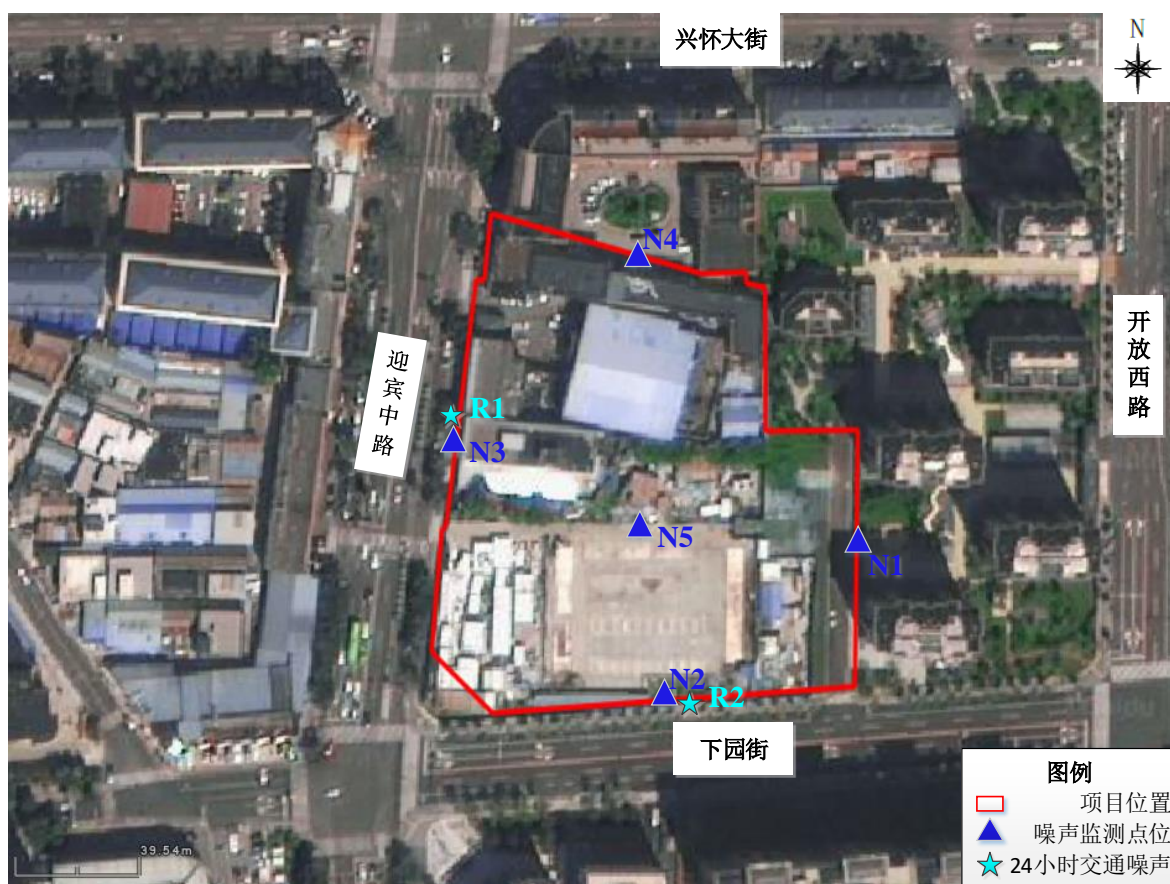 兴怀大街
N
N4
开放西路
迎宾中路
R1
N3
N5
N1
N2
R2
下园街
图例
项目位置
噪声监测点位
24小时交通噪声
39.54m